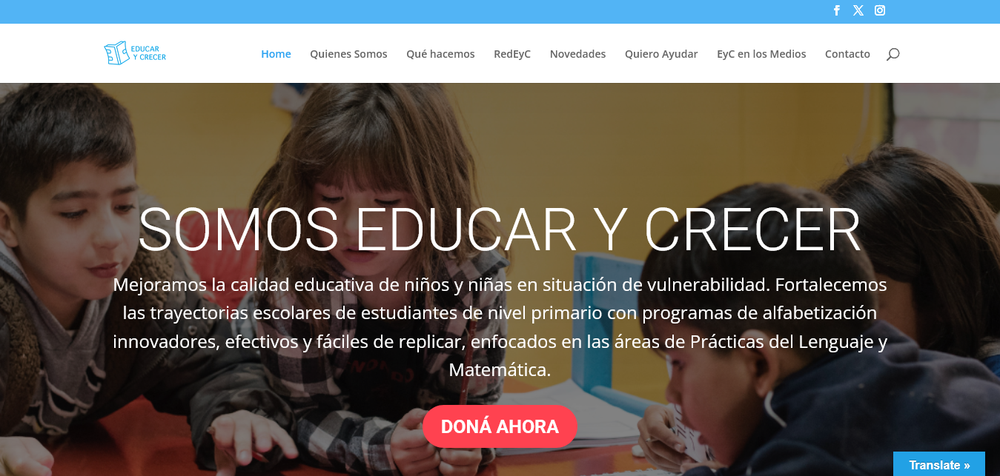 EDUCAR
Y CRECER
Home Quienes Somos Qué hacemos RedEyC Novedades Quiero Ayudar EyC en los Medios Contacto
SOMOS EDUCAR Y CRECER
Mejoramos la calidad educativa de niños y niñas en situación de vulnerabilidad. Fortalecemos
las trayectorias escolares de estudiantes de nivel primario con programas de alfabetización
innovadores, efectivos y fáciles de replicar, enfocados en las áreas de Prácticas del Lenguaje y
Matemática.
DONÁ AHORA
Translate »